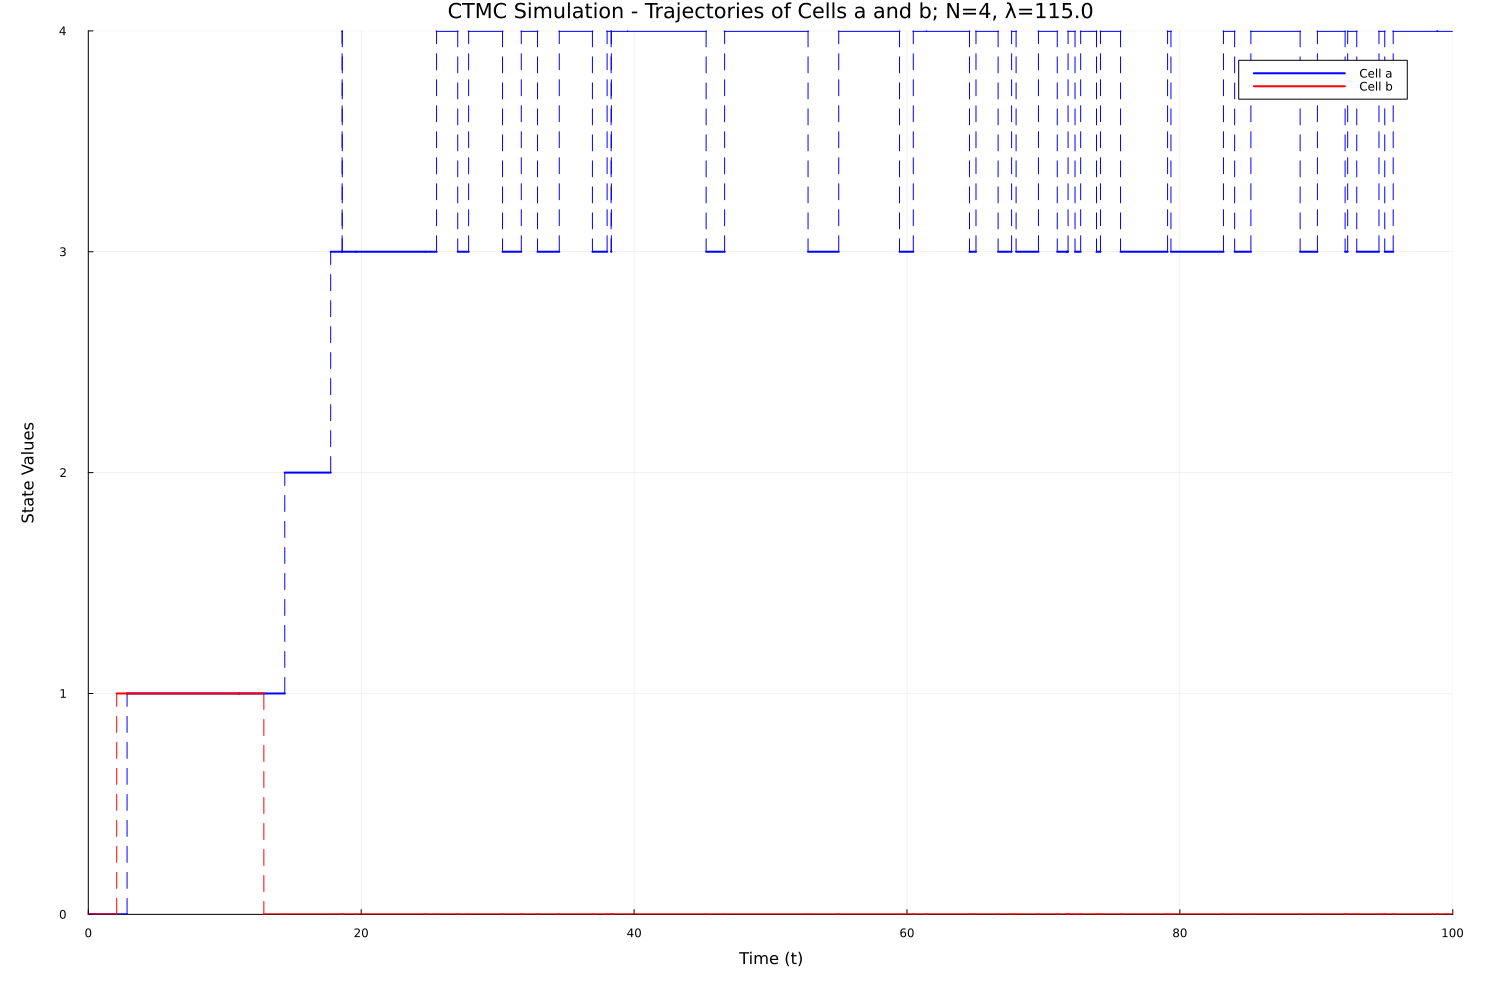 CTMC Simulation - Trajectories of Cells a and b; N=4, λ=115.0
4
Cell a
Cell b
3
State Values
2
1
0
0 20 40 60 80 100
Time (t)